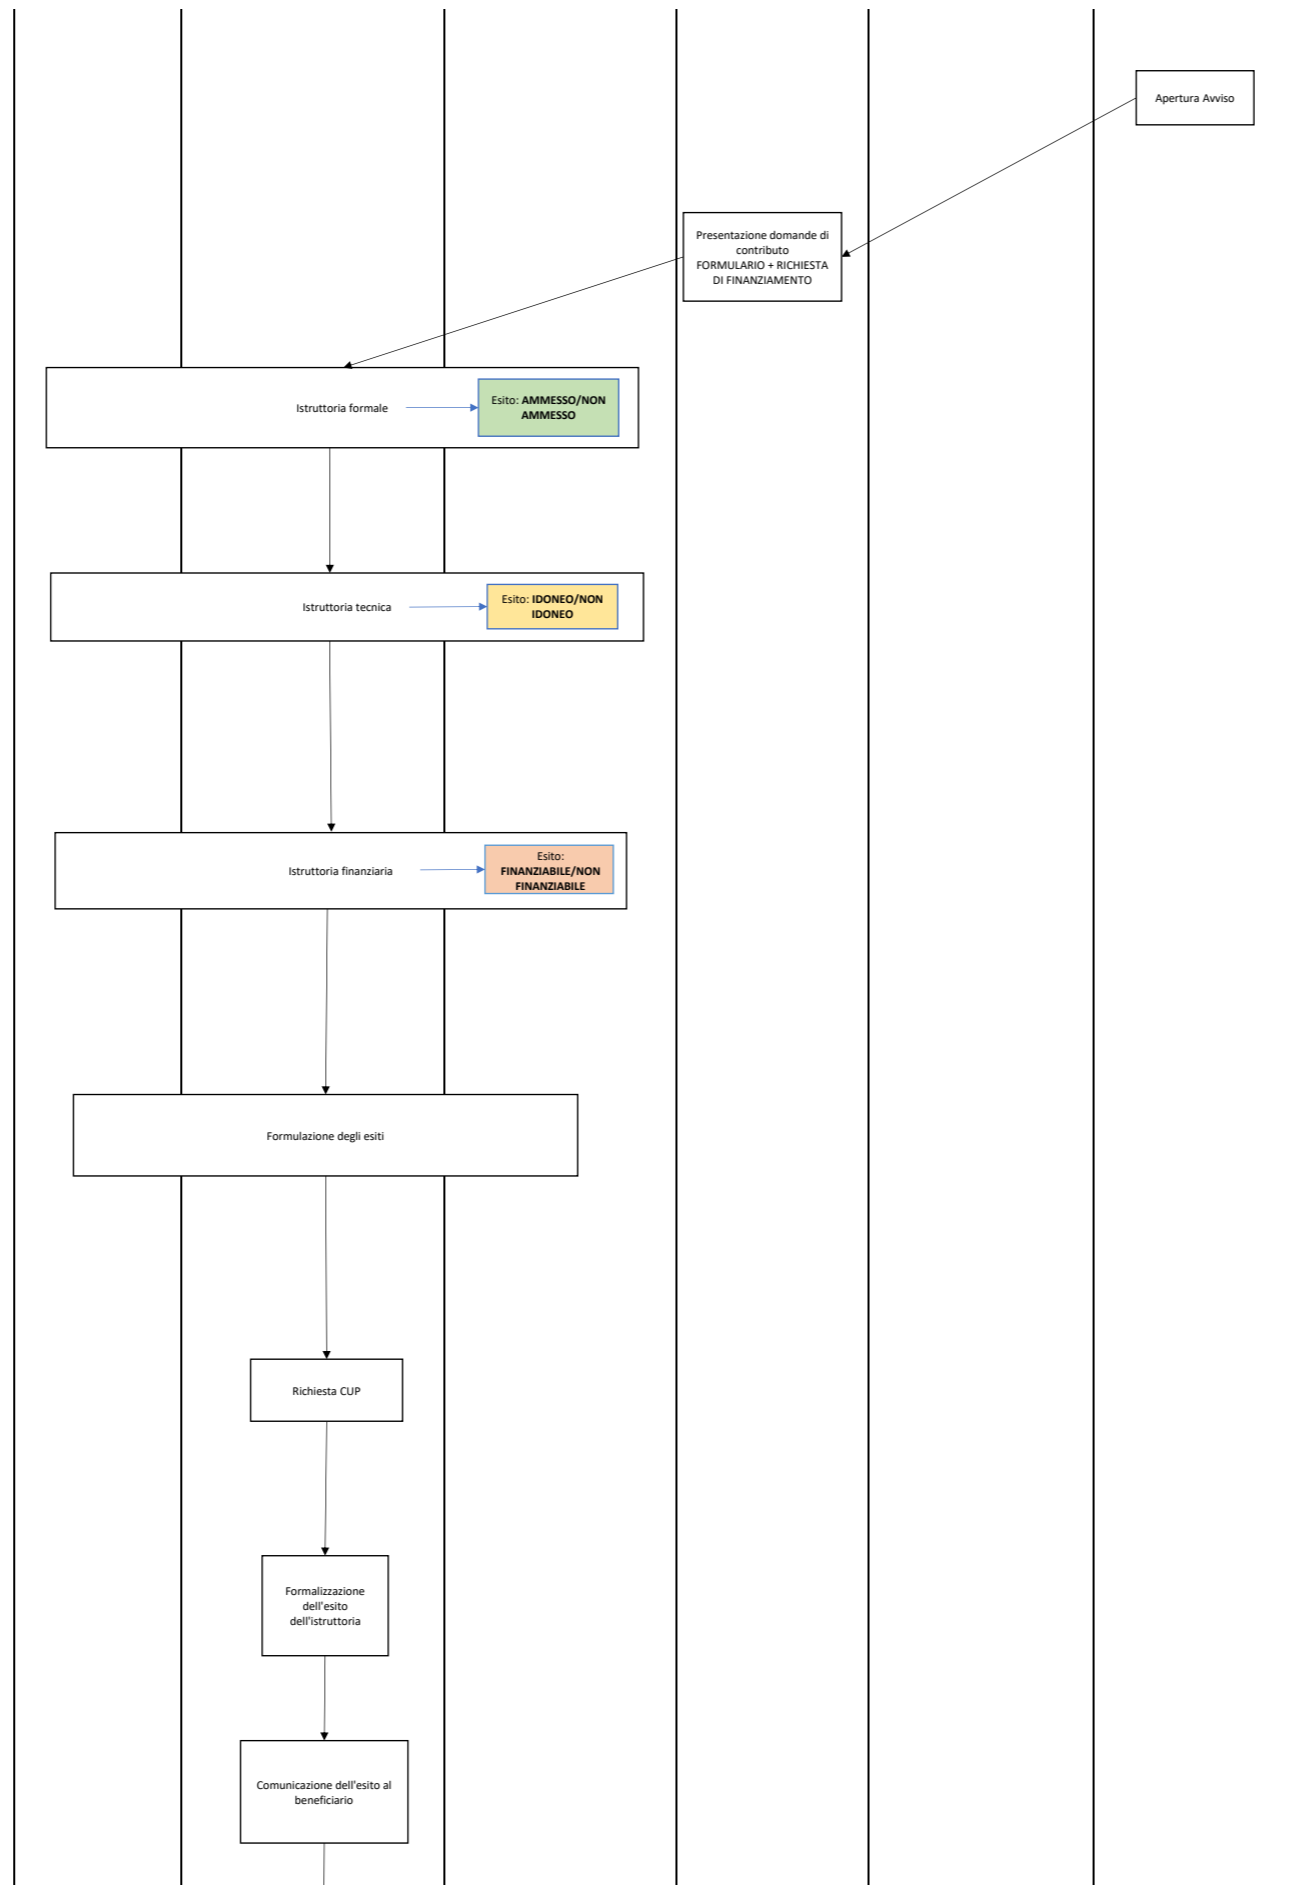 Apertura Avviso
Presentazione domande di
contributo
FORMULARIO + RICHIESTA
DI FINANZIAMENTO
Istruttoria formale
Esito: AMMESSO/NON
AMMESSO
Istruttoria tecnica
Esito: IDONEO/NON
IDONEO
Istruttoria finanziaria
Esito:
FINANZIABILE/NON
FINANZIABILE
Formulazione degli esiti
Richiesta CUP
Formalizzazione
dell'esito
dell'istruttoria
Comunicazione dell'esito al
beneficiario